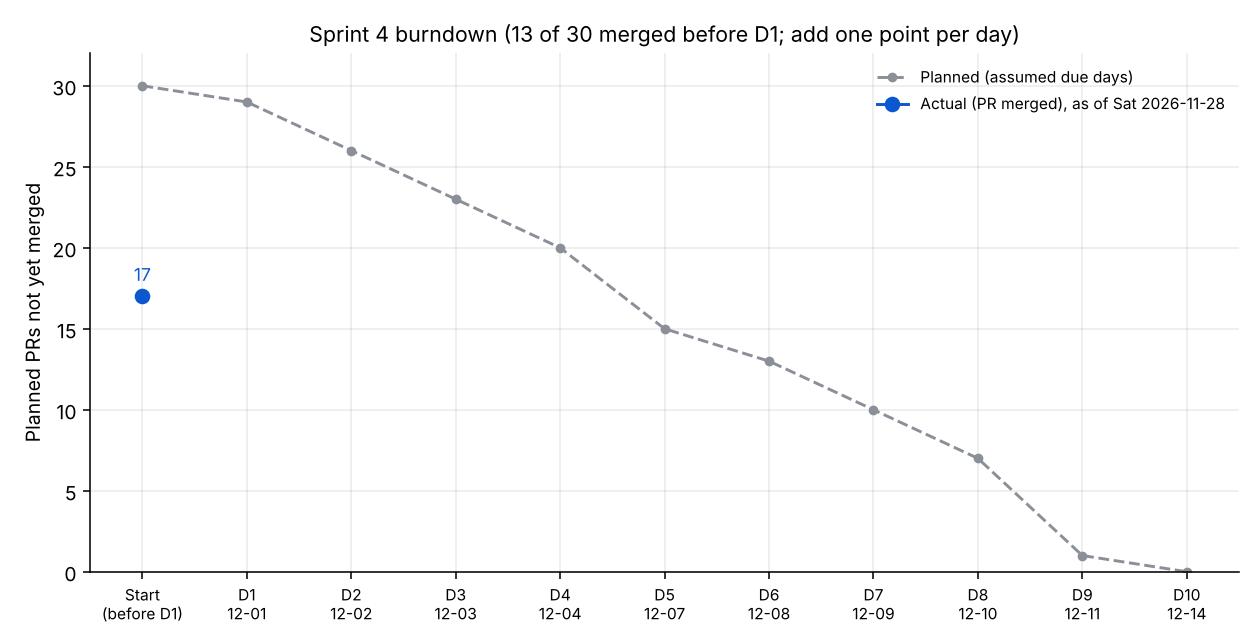 Sprint 4 burndown (13 of 30 merged before D1; add one point per day)
Planned (assumed due days)
Actual (PR merged), as of Sat 2026-11-28
Planned PRs not yet merged
30
25
20
15
10
5
0
17
Start
(before D1)
D1
12-01
D2
12-02
D3
12-03
D4
12-04
D5
12-07
D6
12-08
D7
12-09
D8
12-10
D9
12-11
D10
12-14